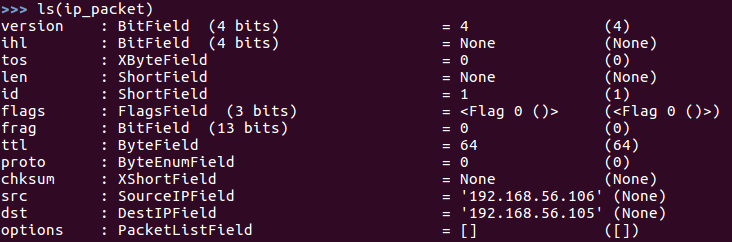 >>> ls(ip_packet)
version    : BitField  (4 bits)                  = 4               (4)
ihl        : BitField  (4 bits)                  = None            (None)
tos        : XByteField                          = 0               (0)
len        : ShortField                          = None            (None)
id         : ShortField                          = 1               (1)
flags      : FlagsField  (3 bits)                = <Flag 0 ()>     (<Flag 0 ()>)
frag       : BitField  (13 bits)                 = 0               (0)
ttl        : ByteField                           = 64              (64)
proto      : ByteEnumField                       = 0               (0)
chksum     : XShortField                         = None            (None)
src        : SourceIPField                       = '192.168.56.106' (None)
dst        : DestIPField                         = '192.168.56.105' (None)
options    : PacketListField                     = []              ([])